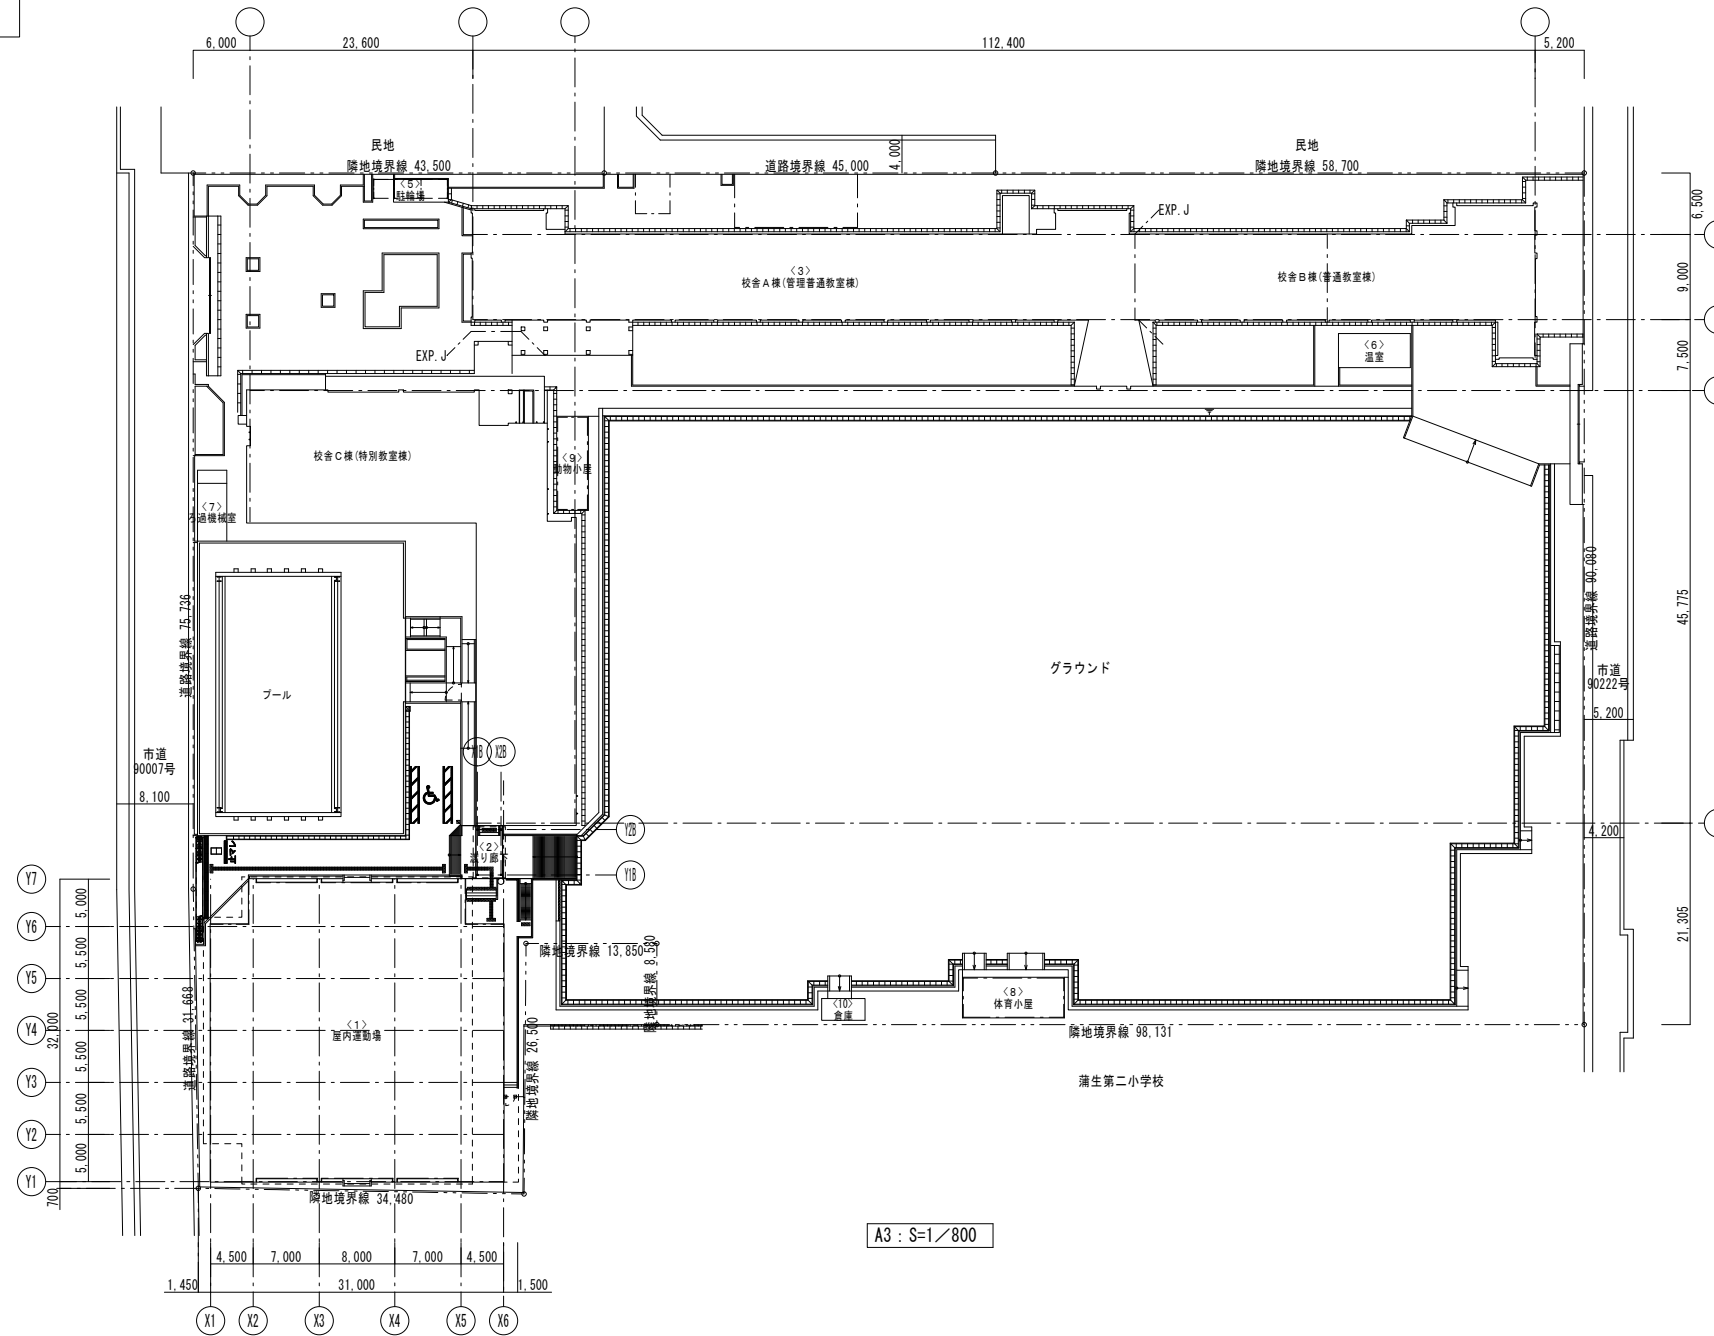 6,000
23,600
112,400
5,200
民地
隣地境界線 43,500
道路境界線 45,000
4,000
民地
隣地境界線 58,700
〈5〉
駐輪場
EXP.J
6,500
〈3〉
校舎A棟(管理普通教室棟)
校舎B棟(普通教室棟)
9,000
EXP.J
〈6〉
温室
7,500
校舎C棟(特別教室棟)
〈9〉
動物小屋
〈7〉
ろ過機械室
道路境界線 75,736
プール
グラウンド
道路境界線 90,080
45,775
市道
90222号
5,200
市道
90007号
8,100
X1B
X2B
Y2B
Y1B
4,200
〈2〉
渡り廊下
止マレ
Y7
5,000
Y6
5,500
Y5
5,500
Y4
32,000
5,500
Y3
5,500
Y2
5,000
Y1
700
隣地境界線 13,850
隣地境界線 8,580
21,305
道路境界線 31,668
〈1〉
屋内運動場
隣地境界線 26,500
〈10〉
倉庫
〈8〉
体育小屋
隣地境界線 98,131
蒲生第二小学校
隣地境界線 34,480
A3 : S=1／800
4,500
7,000
8,000
7,000
4,500
1,450
31,000
1,500
X1
X2
X3
X4
X5
X6